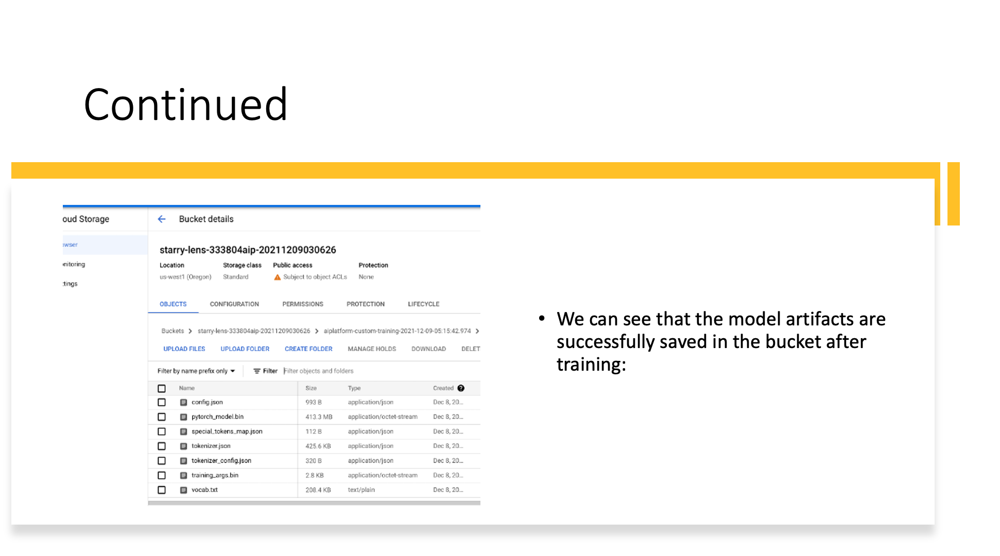 Continued
oud Storage
Bucket details
owser
onitoring
ttings
starry-lens-333804aip-20211209030626
Location Storage class Public access Protection
us-west1 (Oregon) Standard Subject to object ACLs None
OBJECTS CONFIGURATION PERMISSIONS PROTECTION LIFECYCLE
Buckets > starry-lens-333804aip-20211209030626 > aiplatform-custom-training-2021-12-09-05:15:42.974 >
UPLOAD FILES UPLOAD FOLDER CREATE FOLDER MANAGE HOLDS DOWNLOAD DELET
Filter by name prefix only Filter Filter objects and folders
Name Size Type Created ?
config.json 993 B application/json Dec 8, 20...
pytorch_model.bin 413.3 MB application/octet-stream Dec 8, 20...
special_tokens_map.json 112 B application/json Dec 8, 20...
tokenizer.json 425.6 KB application/json Dec 8, 20...
tokenizer_config.json 320 B application/json Dec 8, 20...
training_args.bin 2.8 KB application/octet-stream Dec 8, 20...
vocab.txt 208.4 KB text/plain Dec 8, 20...
• We can see that the model artifacts are
successfully saved in the bucket after
training: